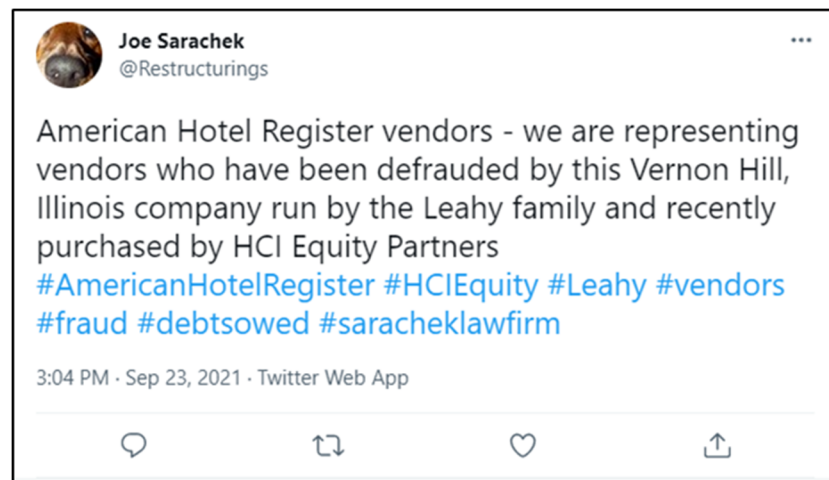 Joe Sarachek
@Restructurings
American Hotel Register vendors - we are representing
vendors who have been defrauded by this Vernon Hill,
Illinois company run by the Leahy family and recently
purchased by HCI Equity Partners
#AmericanHotelRegister #HCIEquity #Leahy #vendors
#fraud #debtsowed #saracheklawfirm
3:04 PM · Sep 23, 2021 · Twitter Web App